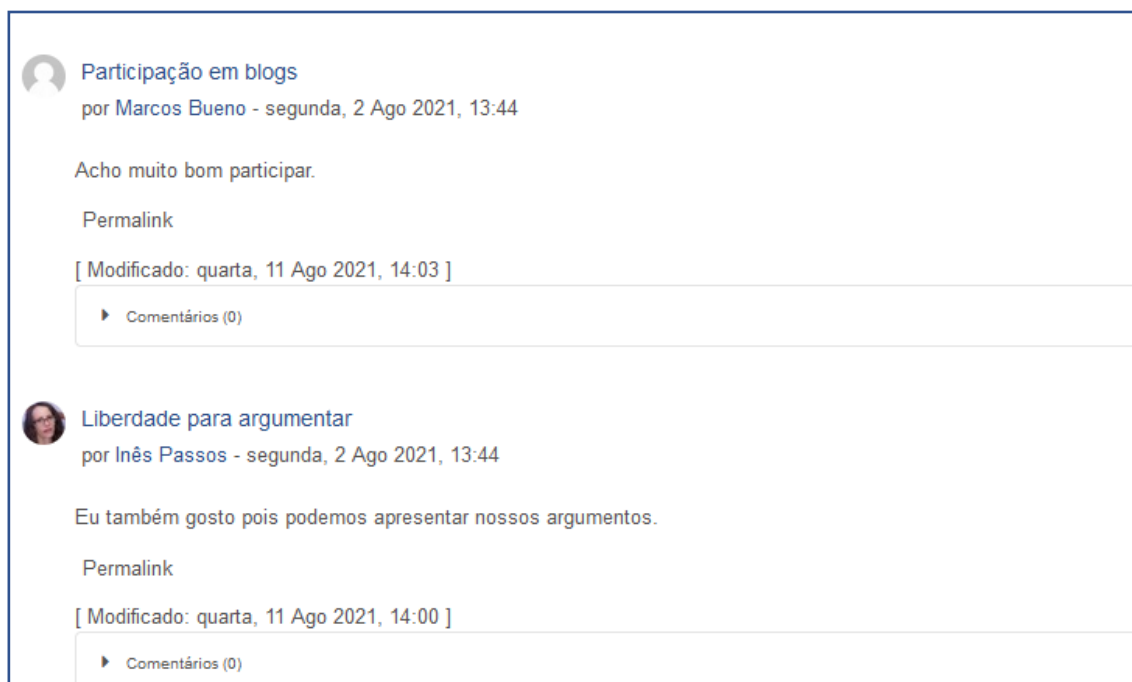 Participação em blogs
por Marcos Bueno - segunda, 2 Ago 2021, 13:44
Acho muito bom participar.
Permalink
[ Modificado: quarta, 11 Ago 2021, 14:03 ]
Comentários (0)
Liberdade para argumentar
por Inês Passos - segunda, 2 Ago 2021, 13:44
Eu também gosto pois podemos apresentar nossos argumentos.
Permalink
[ Modificado: quarta, 11 Ago 2021, 14:00 ]
Comentários (0)